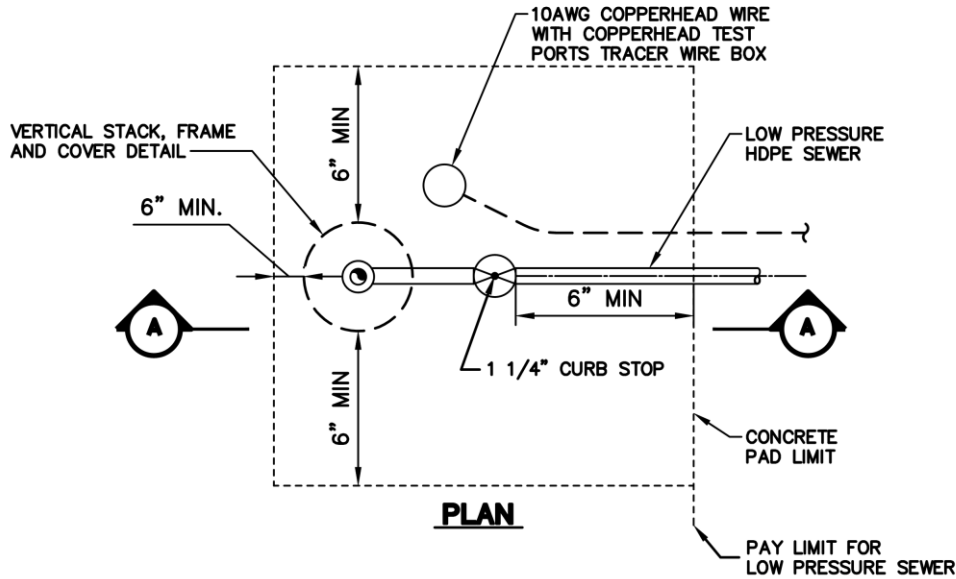 10AWG COPPERHEAD WIRE
WITH COPPERHEAD TEST
PORTS TRACER WIRE BOX
VERTICAL STACK, FRAME
AND COVER DETAIL
6" MIN
LOW PRESSURE
HDPE SEWER
6" MIN.
6" MIN
A
A
1 1/4" CURB STOP
6" MIN
CONCRETE
PAD LIMIT
PLAN
PAY LIMIT FOR
LOW PRESSURE SEWER